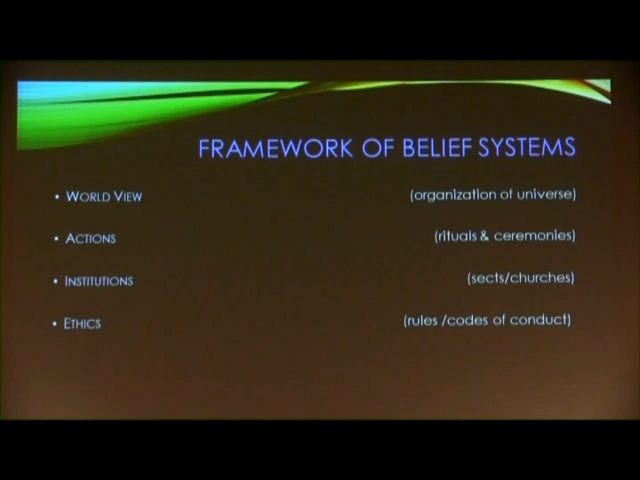 FRAMEWORK OF BELIEF SYSTEMS
• WORLD VIEW (organization of universe)
• ACTIONS (rituals & ceremonies)
• INSTITUTIONS (sects/churches)
• ETHICS (rules /codes of conduct)